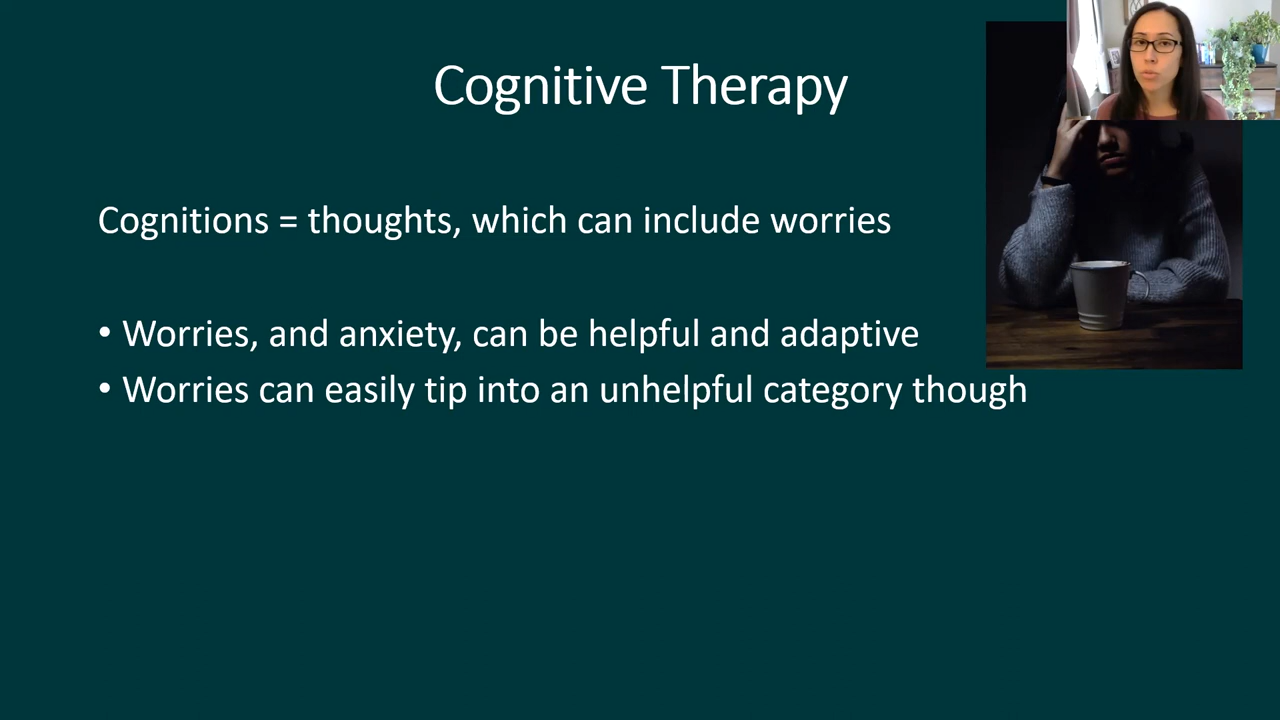 Cognitive Therapy
Cognitions = thoughts, which can include worries
• Worries, and anxiety, can be helpful and adaptive
• Worries can easily tip into an unhelpful category though